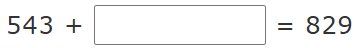 543 + = 829